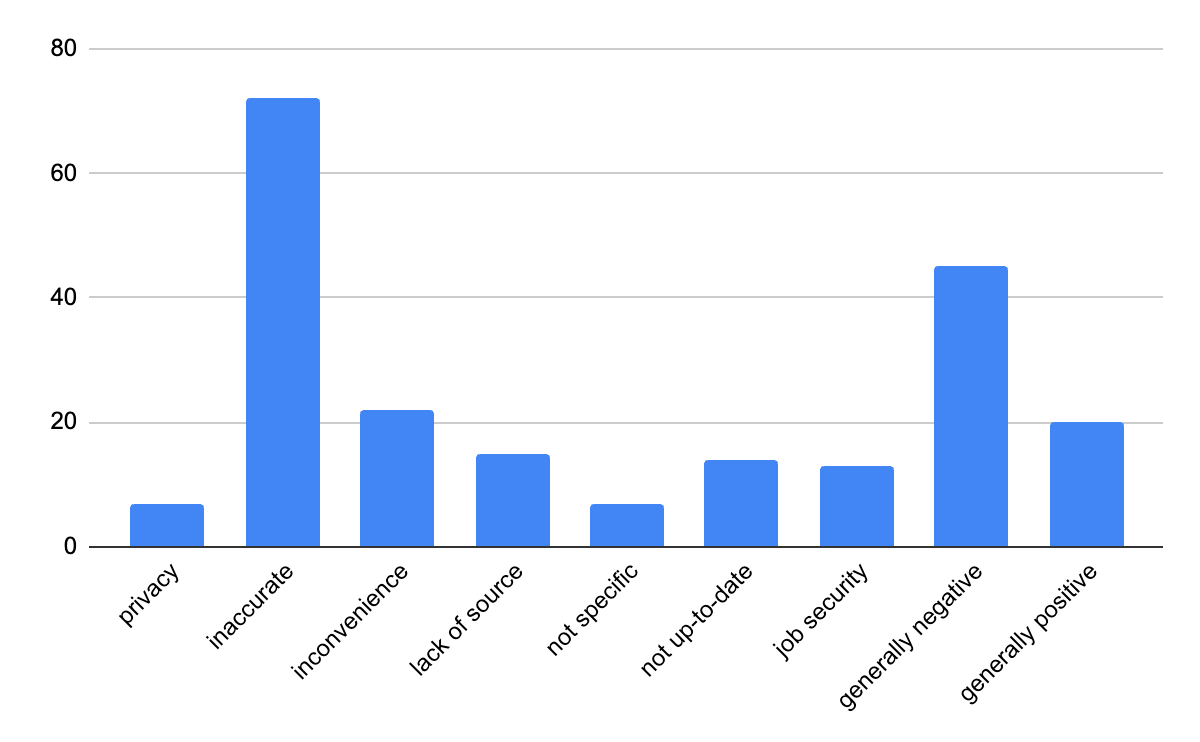 80
60
40
20
0
privacy
inaccurate
inconvenience
lack of source
not specific
not up-to-date
job security
generally negative
generally positive